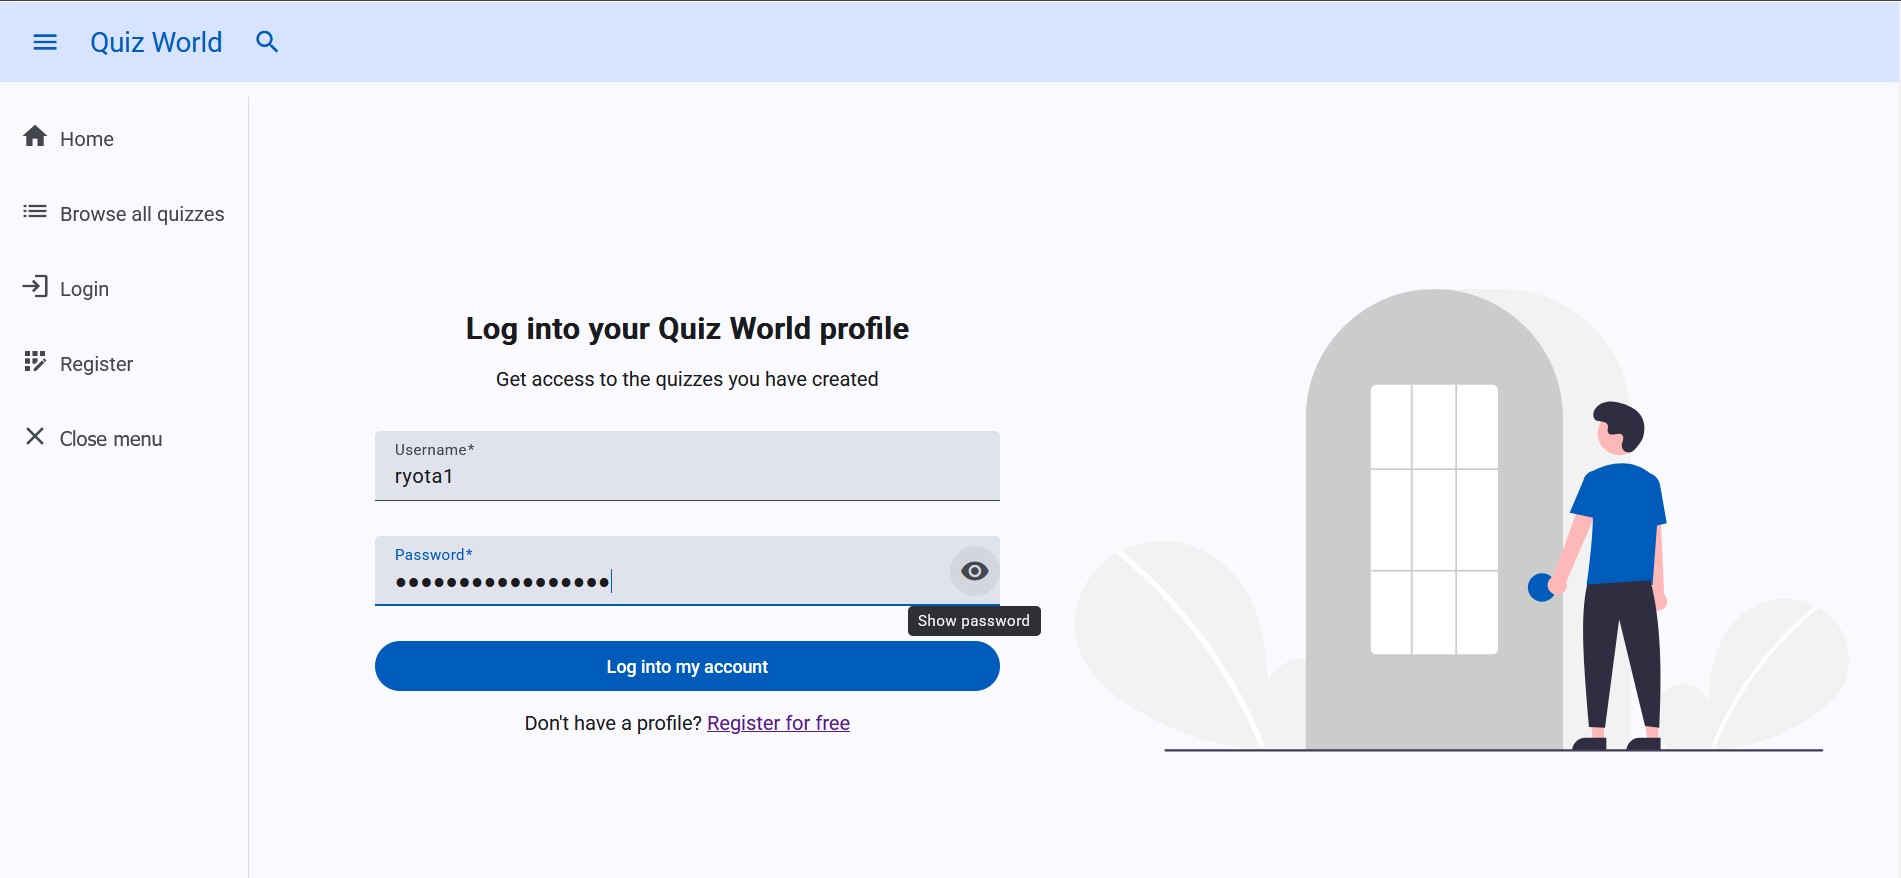 Quiz World
Home
Browse all quizzes
Login
Register
Close menu
Log into your Quiz World profile
Get access to the quizzes you have created
Username*
ryota1
Password*
●●●●●●●●●●●●●●●●●
Show password
Log into my account
Don't have a profile? Register for free